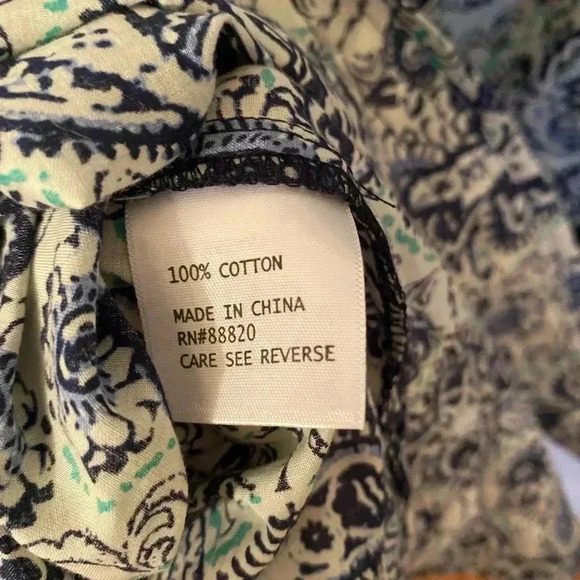 100% COTTON
MADE IN CHINA
RN#88820
CARE SEE REVERSE